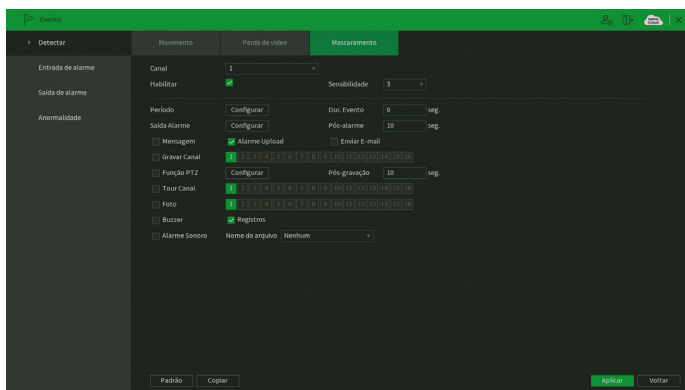 Evento
Detectar
Movimento Perda de vídeo Mascaramento
Entrada de alarme
Saída de alarme
Anormalidade
Canal 1
Habilitar Sensibilidade 3
Período Configurar Dur. Evento 0 seg.
Saída Alarme Configurar Pós-alarme 10 seg.
Mensagem Alarme Upload Enviar E-mail
Gravar Canal 1 2 3 4 5 6 7 8 9 10 11 12 13 14 15 16
Função PTZ Configurar Pós-gravação 10 seg.
Tour Canal 1 2 3 4 5 6 7 8 9 10 11 12 13 14 15 16
Foto 1 2 3 4 5 6 7 8 9 10 11 12 13 14 15 16
Buzzer Registros
Alarme Sonoro Nome do arquivo Nenhum
Padrão Copiar Aplicar Voltar